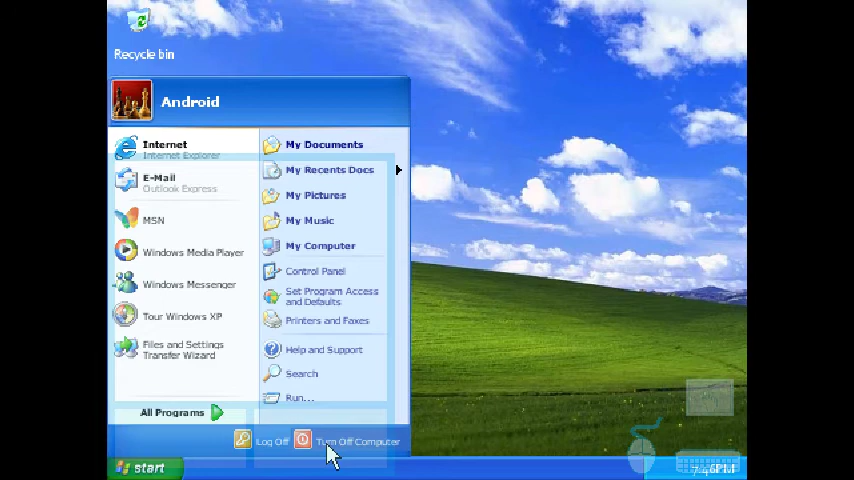 Recycle bin
Android
Internet
Internet Explorer
E-Mail
Outlook Express
MSN
Windows Media Player
Windows Messenger
Tour Windows XP
Files and Settings
Transfer Wizard
All Programs
My Documents
My Recents Docs
My Pictures
My Music
My Computer
Control Panel
Set Program Access
and Defaults
Printers and Faxes
Help and Support
Search
Run...
Log Off
Turn Off Computer
start